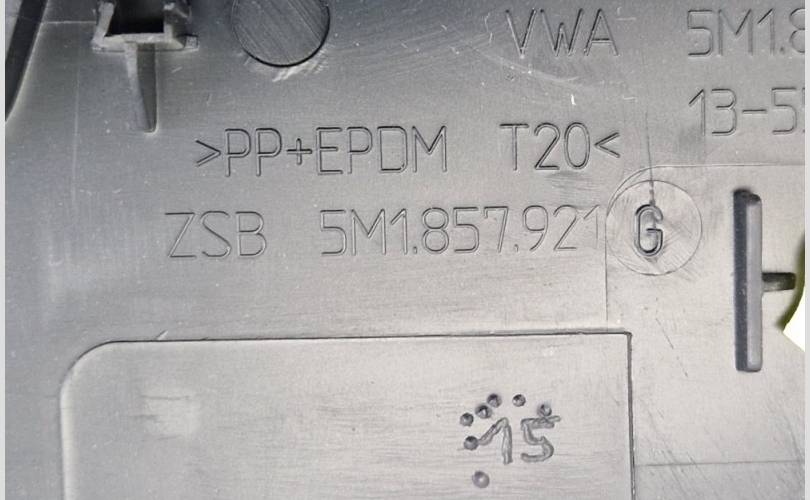 VWA 5M1.8
13-5
>PP+EPDM T20<
ZSB 5M1.857.921 G
15